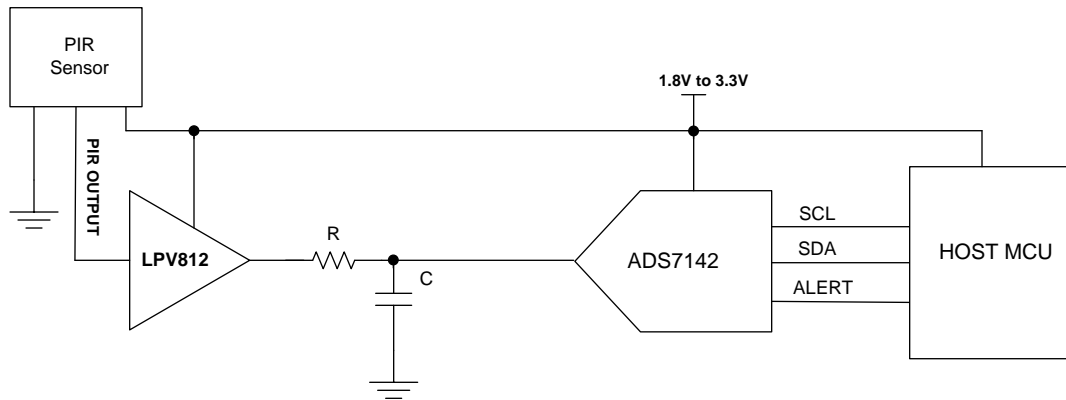 PIR
Sensor
1.8V to 3.3V
PIR OUTPUT
LPV812
R
C
ADS7142
SCL
SDA
ALERT
HOST MCU